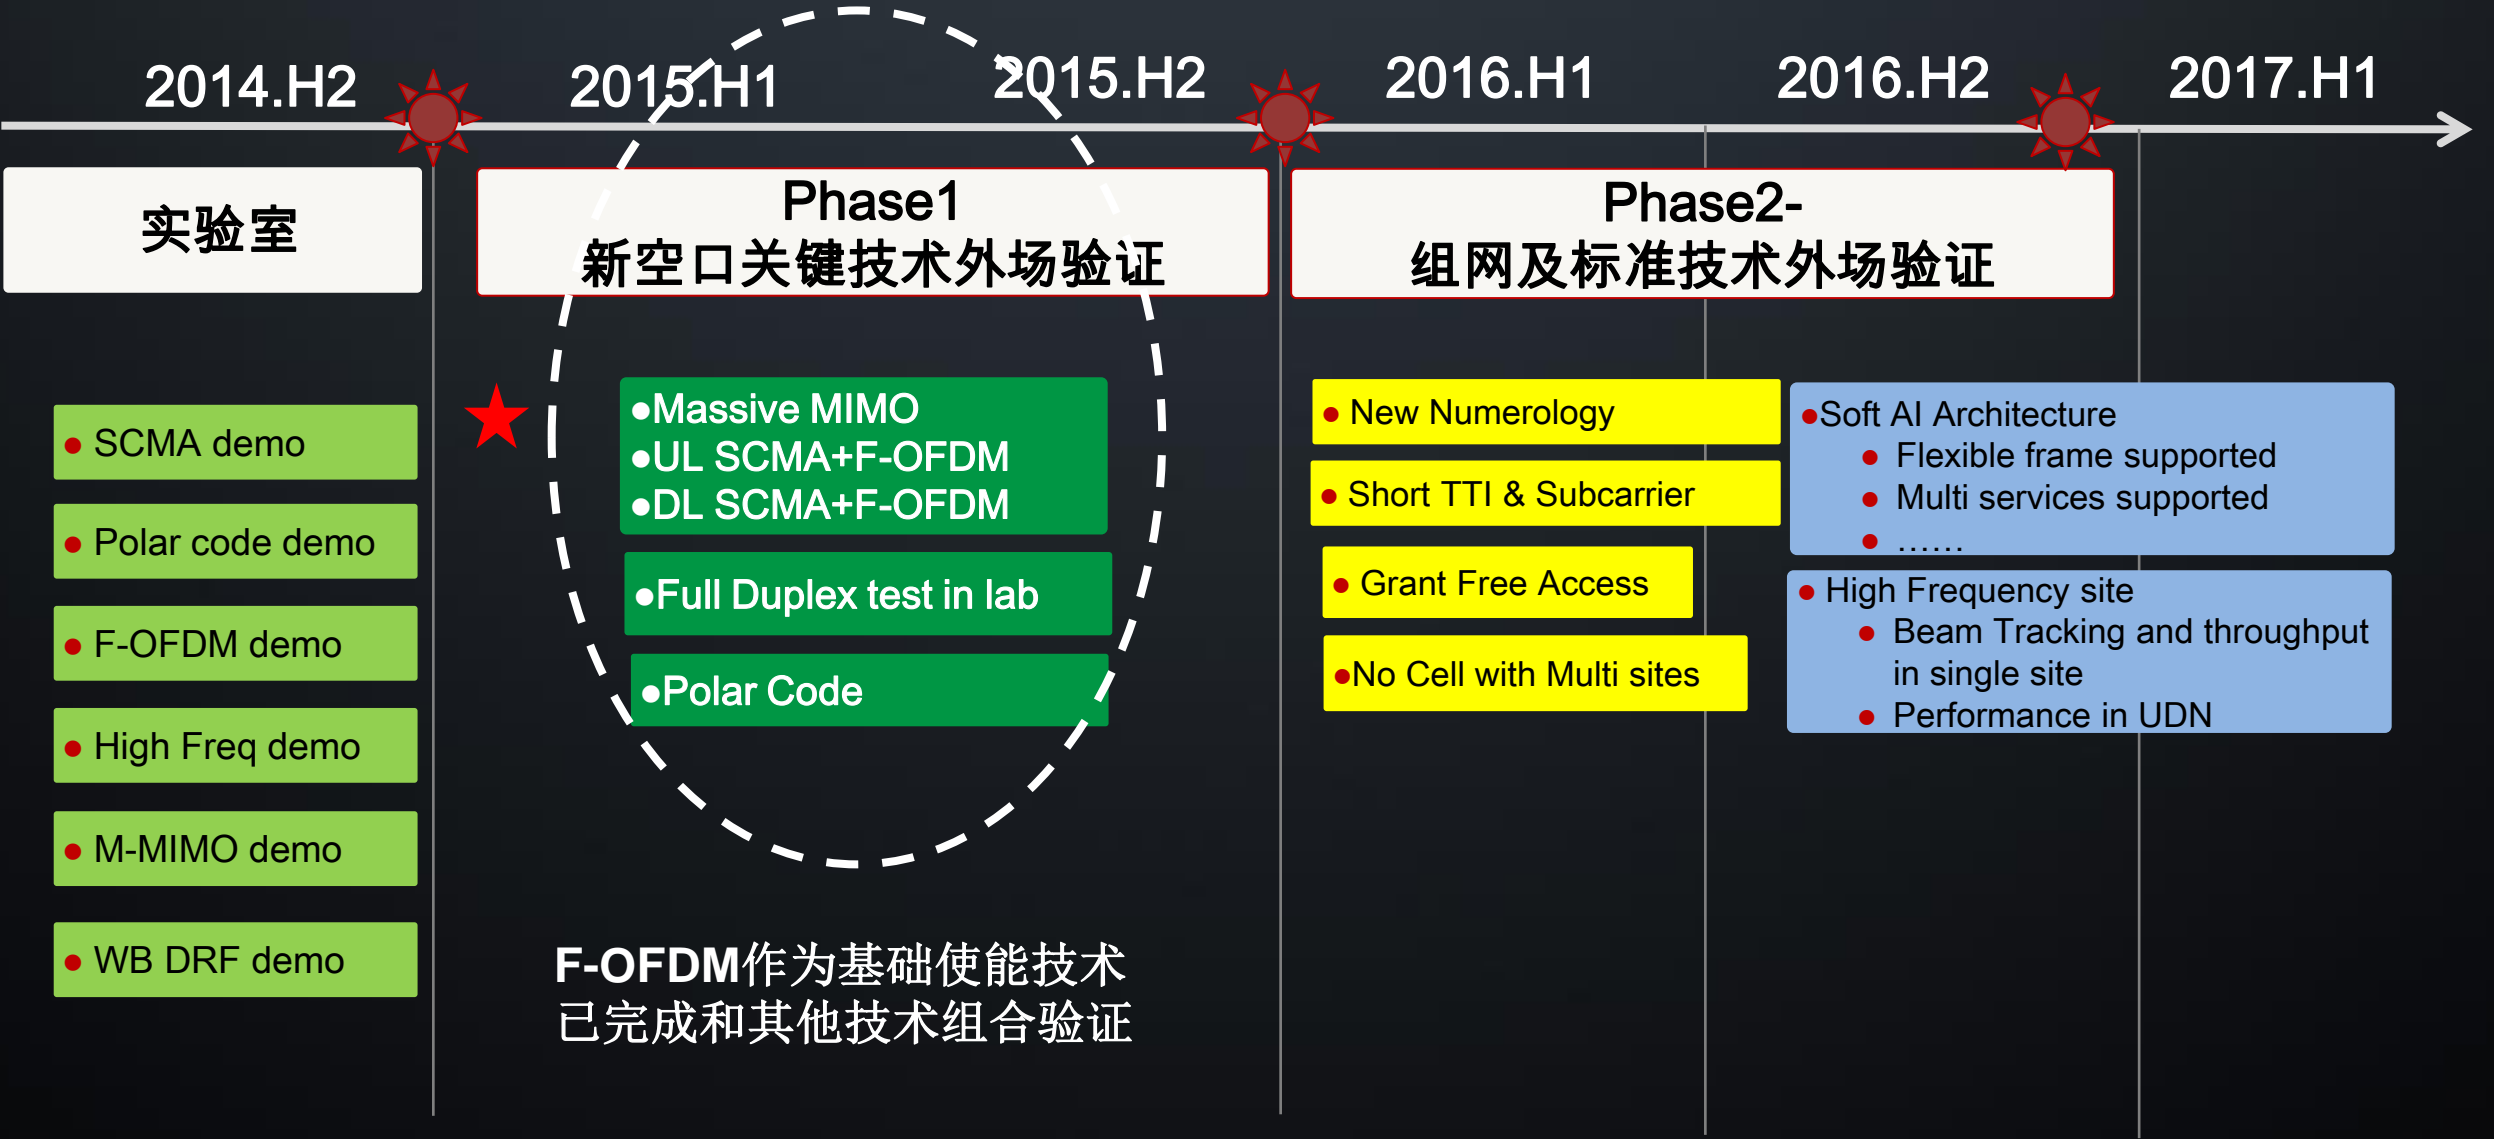 2014.H2
2015.H1
2015.H2
2016.H1
2016.H2
2017.H1
实验室
Phase1
新空口关键技术外场验证
Phase2-
组网及标准技术外场验证
● SCMA demo
● Polar code demo
● F-OFDM demo
● High Freq demo
● M-MIMO demo
● WB DRF demo
●Massive MIMO
●UL SCMA+F-OFDM
●DL SCMA+F-OFDM
●Full Duplex test in lab
●Polar Code
F-OFDM作为基础使能技术
已完成和其他技术组合验证
● New Numerology
● Short TTI & Subcarrier
● Grant Free Access
●No Cell with Multi sites
●Soft AI Architecture
● Flexible frame supported
● Multi services supported
● ……
● High Frequency site
● Beam Tracking and throughput
in single site
● Performance in UDN